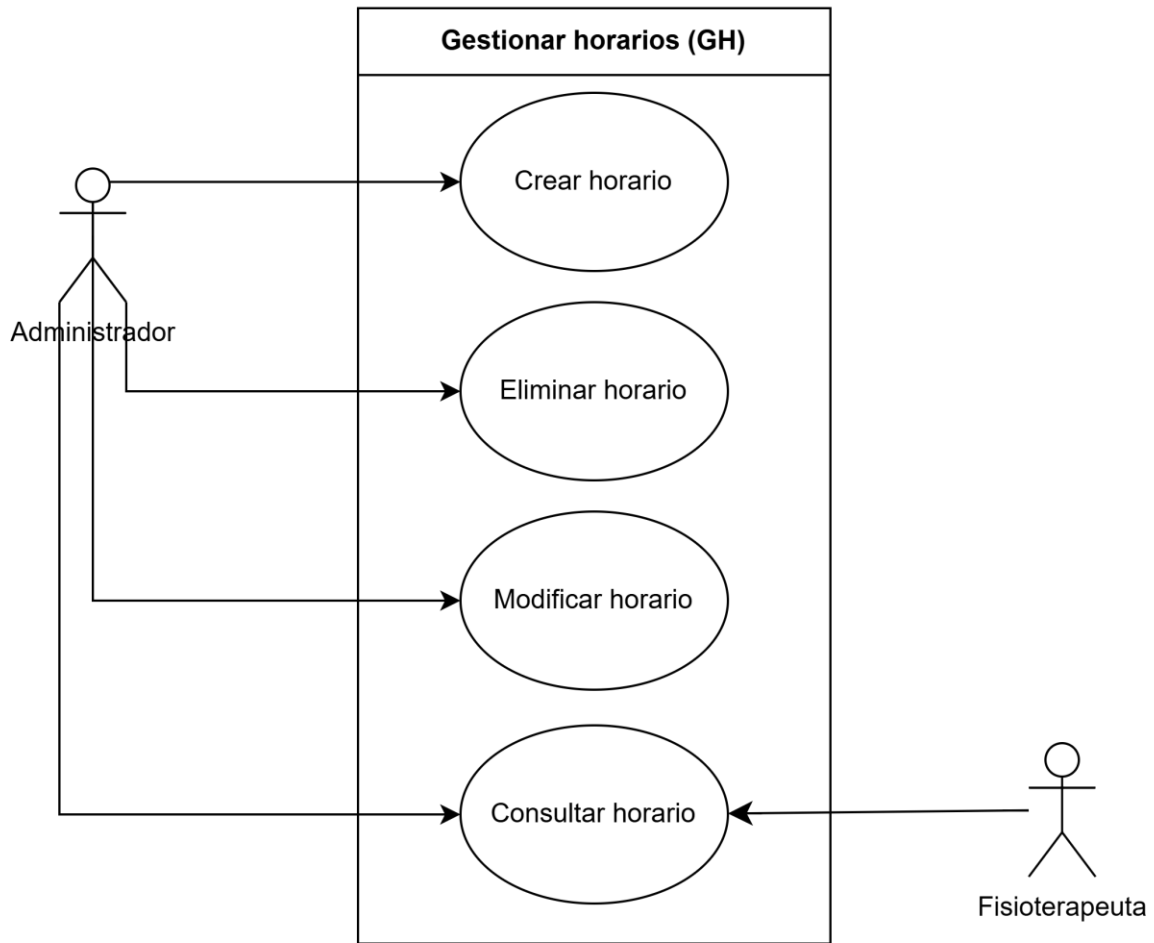 Gestionar horarios (GH)
Crear horario
Administrador
Eliminar horario
Modificar horario
Consultar horario
Fisioterapeuta